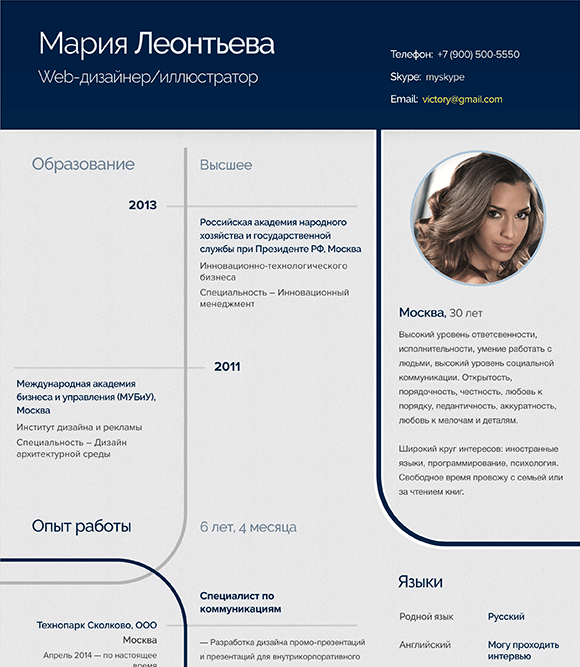 Мария Леонтьева
Web-дизайнер/иллюстратор
Телефон: +7 (900) 500-5550
Skype: myskype
Email: victory@gmail.com
Образование
Высшее
2013
Российская академия народного
хозяйства и государственной
службы при Президенте РФ, Москва
Инновационно-технологического
бизнеса
Специальность – Инновационный
менеджмент
2011
Международная академия
бизнеса и управления (МУБиУ),
Москва
Институт дизайна и рекламы
Специальность – Дизайн
архитектурной среды
Опыт работы
6 лет, 4 месяца
Технопарк Сколково, ООО
Москва
Апрель 2014 — по настоящее
время
Специалист по
коммуникациям
— Разработка дизайна промо-презентаций
и презентаций для внутрикорпоративного
Москва, 30 лет
Высокий уровень ответсвенности,
исполнительности, умение работать с
людьми, высокий уровень социальной
коммуникации. Открытость,
порядочность, честность, любовь к
порядку, педантичность, аккуратность,
любовь к мелочам и деталям.
Широкий круг интересов: иностранные
языки, программирование, психология.
Свободное время провожу с семьей или
за чтением книг.
Языки
Родной язык Русский
Английский Могу проходить
интервью